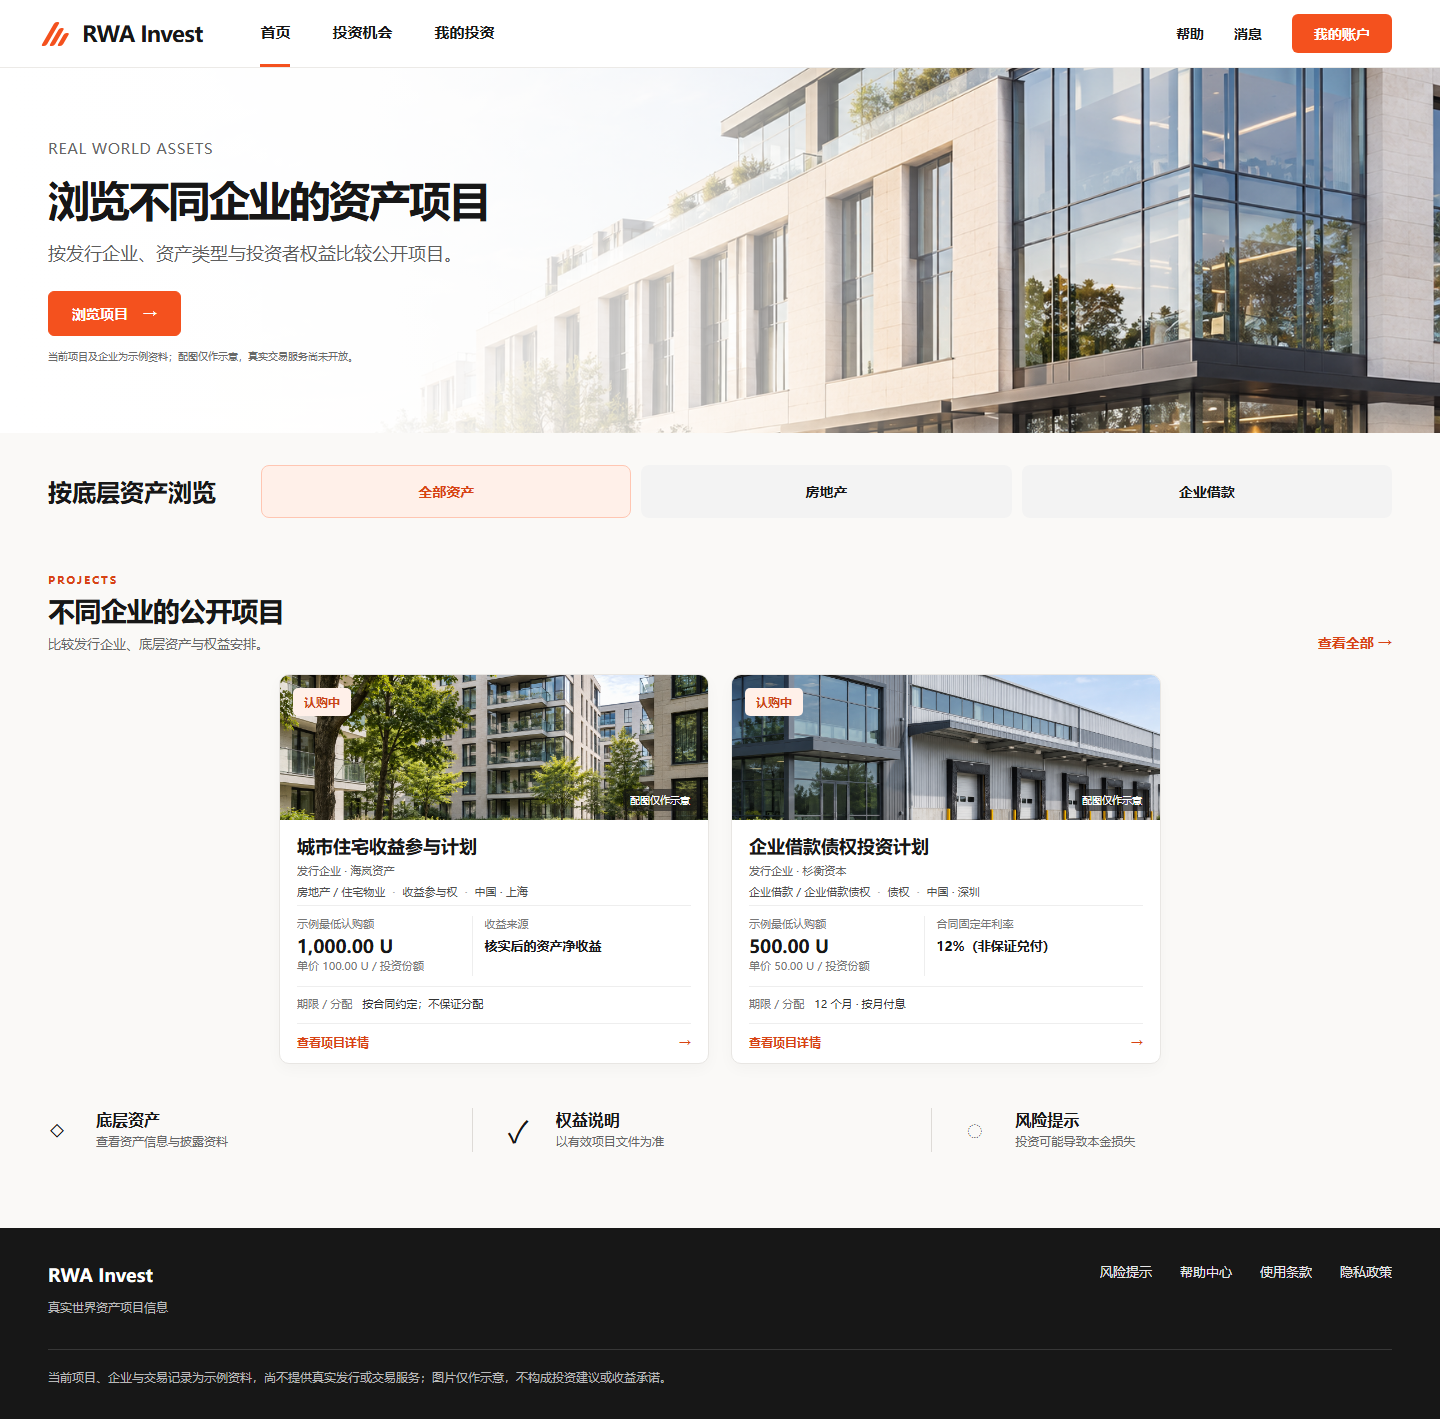 RWA Invest
首页
投资机会
我的投资
帮助
消息
我的账户
REAL WORLD ASSETS
浏览不同企业的资产项目
按发行企业、资产类型与投资者权益比较公开项目。
浏览项目 →
当前项目及企业为示例资料；配图仅作示意，真实交易服务尚未开放。
按底层资产浏览
全部资产
房地产
企业借款
PROJECTS
不同企业的公开项目
比较发行企业、底层资产与权益安排。
查看全部 →
认购中
配图仅作示意
城市住宅收益参与计划
发行企业 · 海岚资产
房地产 / 住宅物业 · 收益参与权 · 中国 · 上海
示例最低认购额
1,000.00 U
单价 100.00 U / 投资份额
收益来源
核实后的资产净收益
期限 / 分配 按合同约定；不保证分配
查看项目详情 →
认购中
配图仅作示意
企业借款债权投资计划
发行企业 · 杉衡资本
企业借款 / 企业借款债权 · 债权 · 中国 · 深圳
示例最低认购额
500.00 U
单价 50.00 U / 投资份额
合同固定年利率
12%（非保证兑付）
期限 / 分配 12 个月 · 按月付息
查看项目详情 →
底层资产
查看资产信息与披露资料
权益说明
以有效项目文件为准
风险提示
投资可能导致本金损失
RWA Invest
真实世界资产项目信息
风险提示
帮助中心
使用条款
隐私政策
当前项目、企业与交易记录为示例资料，尚不提供真实发行或交易服务；图片仅作示意，不构成投资建议或收益承诺。